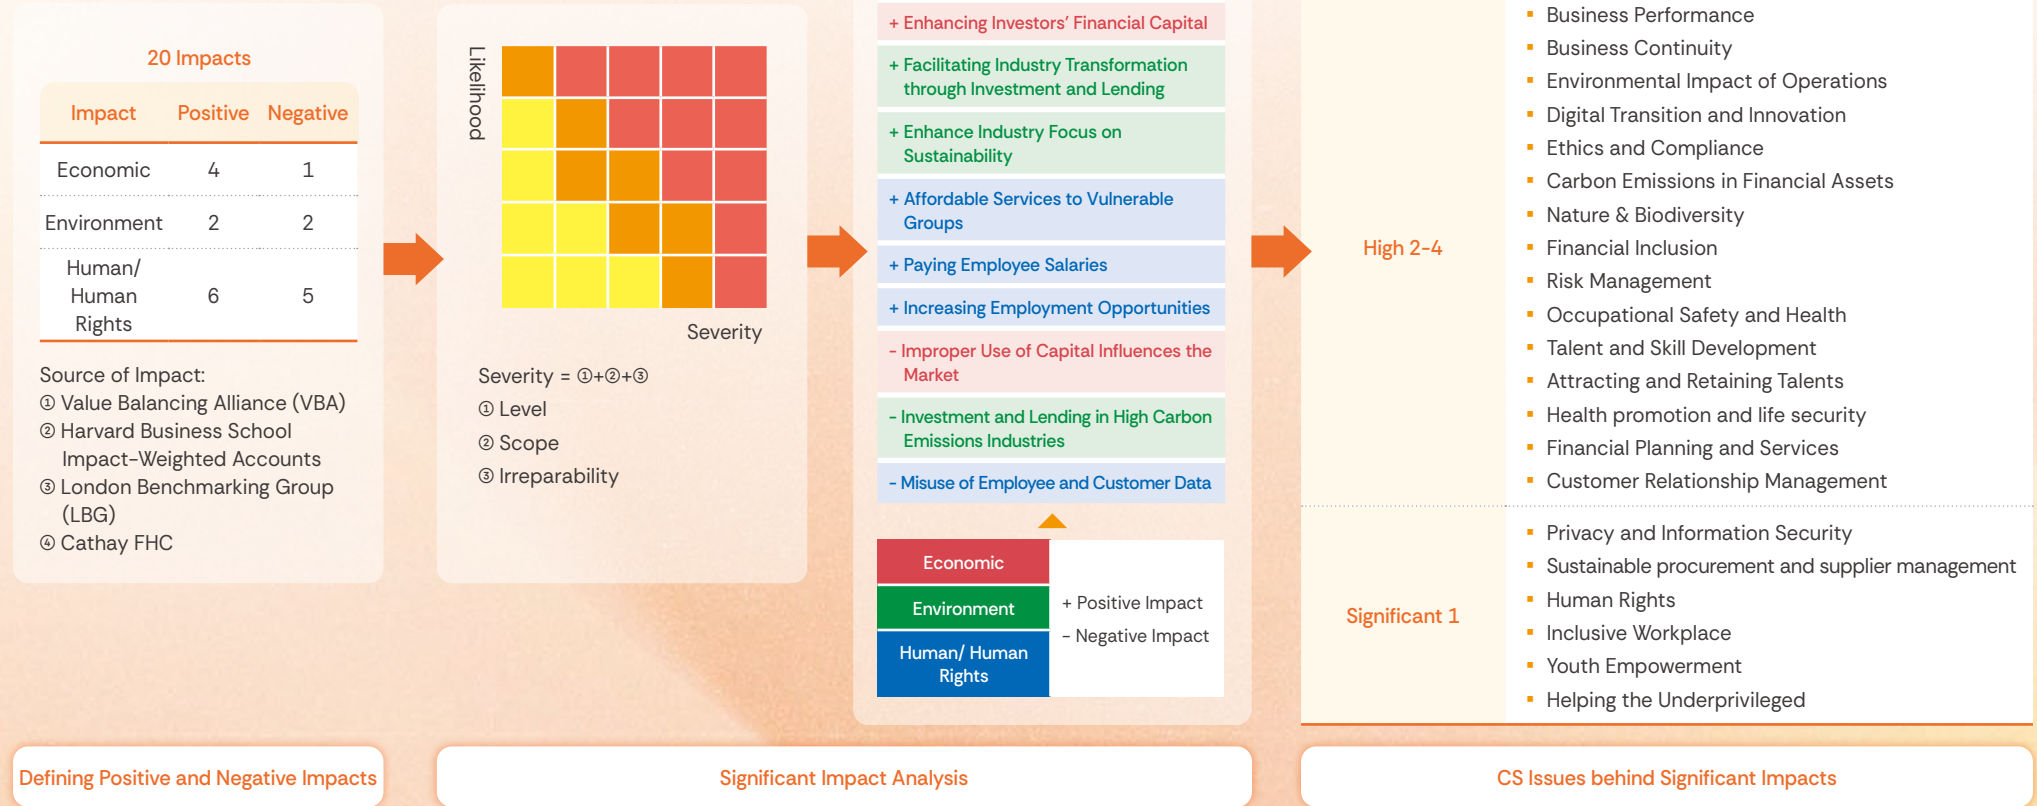 20 Impacts
Impact Positive Negative
Economic 4 1
Environment 2 2
Human/
Human
Rights
6 5
Source of Impact:
① Value Balancing Alliance (VBA)
② Harvard Business School
Impact-Weighted Accounts
③ London Benchmarking Group
(LBG)
④ Cathay FHC
Defining Positive and Negative Impacts
Likelihood
Severity
Severity = ①+②+③
① Level
② Scope
③ Irreparability
+ Enhancing Investors' Financial Capital
+ Facilitating Industry Transformation
through Investment and Lending
+ Enhance Industry Focus on
Sustainability
+ Affordable Services to Vulnerable
Groups
+ Paying Employee Salaries
+ Increasing Employment Opportunities
- Improper Use of Capital Influences the
Market
- Investment and Lending in High Carbon
Emissions Industries
- Misuse of Employee and Customer Data
Economic
Environment
Human/ Human
Rights
+ Positive Impact
- Negative Impact
Significant Impact Analysis
High 2-4
▪ Business Performance
▪ Business Continuity
▪ Environmental Impact of Operations
▪ Digital Transition and Innovation
▪ Ethics and Compliance
▪ Carbon Emissions in Financial Assets
▪ Nature & Biodiversity
▪ Financial Inclusion
▪ Risk Management
▪ Occupational Safety and Health
▪ Talent and Skill Development
▪ Attracting and Retaining Talents
▪ Health promotion and life security
▪ Financial Planning and Services
▪ Customer Relationship Management
Significant 1
▪ Privacy and Information Security
▪ Sustainable procurement and supplier management
▪ Human Rights
▪ Inclusive Workplace
▪ Youth Empowerment
▪ Helping the Underprivileged
CS Issues behind Significant Impacts